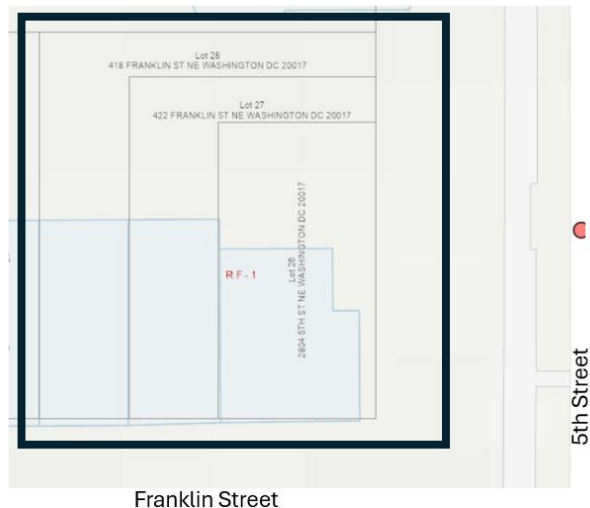 Lot 28
418 FRANKLIN ST NE WASHINGTON DC 20017
Lot 27
422 FRANKLIN ST NE WASHINGTON DC 20017
Lot 26
2804 5TH ST NE WASHINGTON DC 20017
RF-1
5th Street
Franklin Street